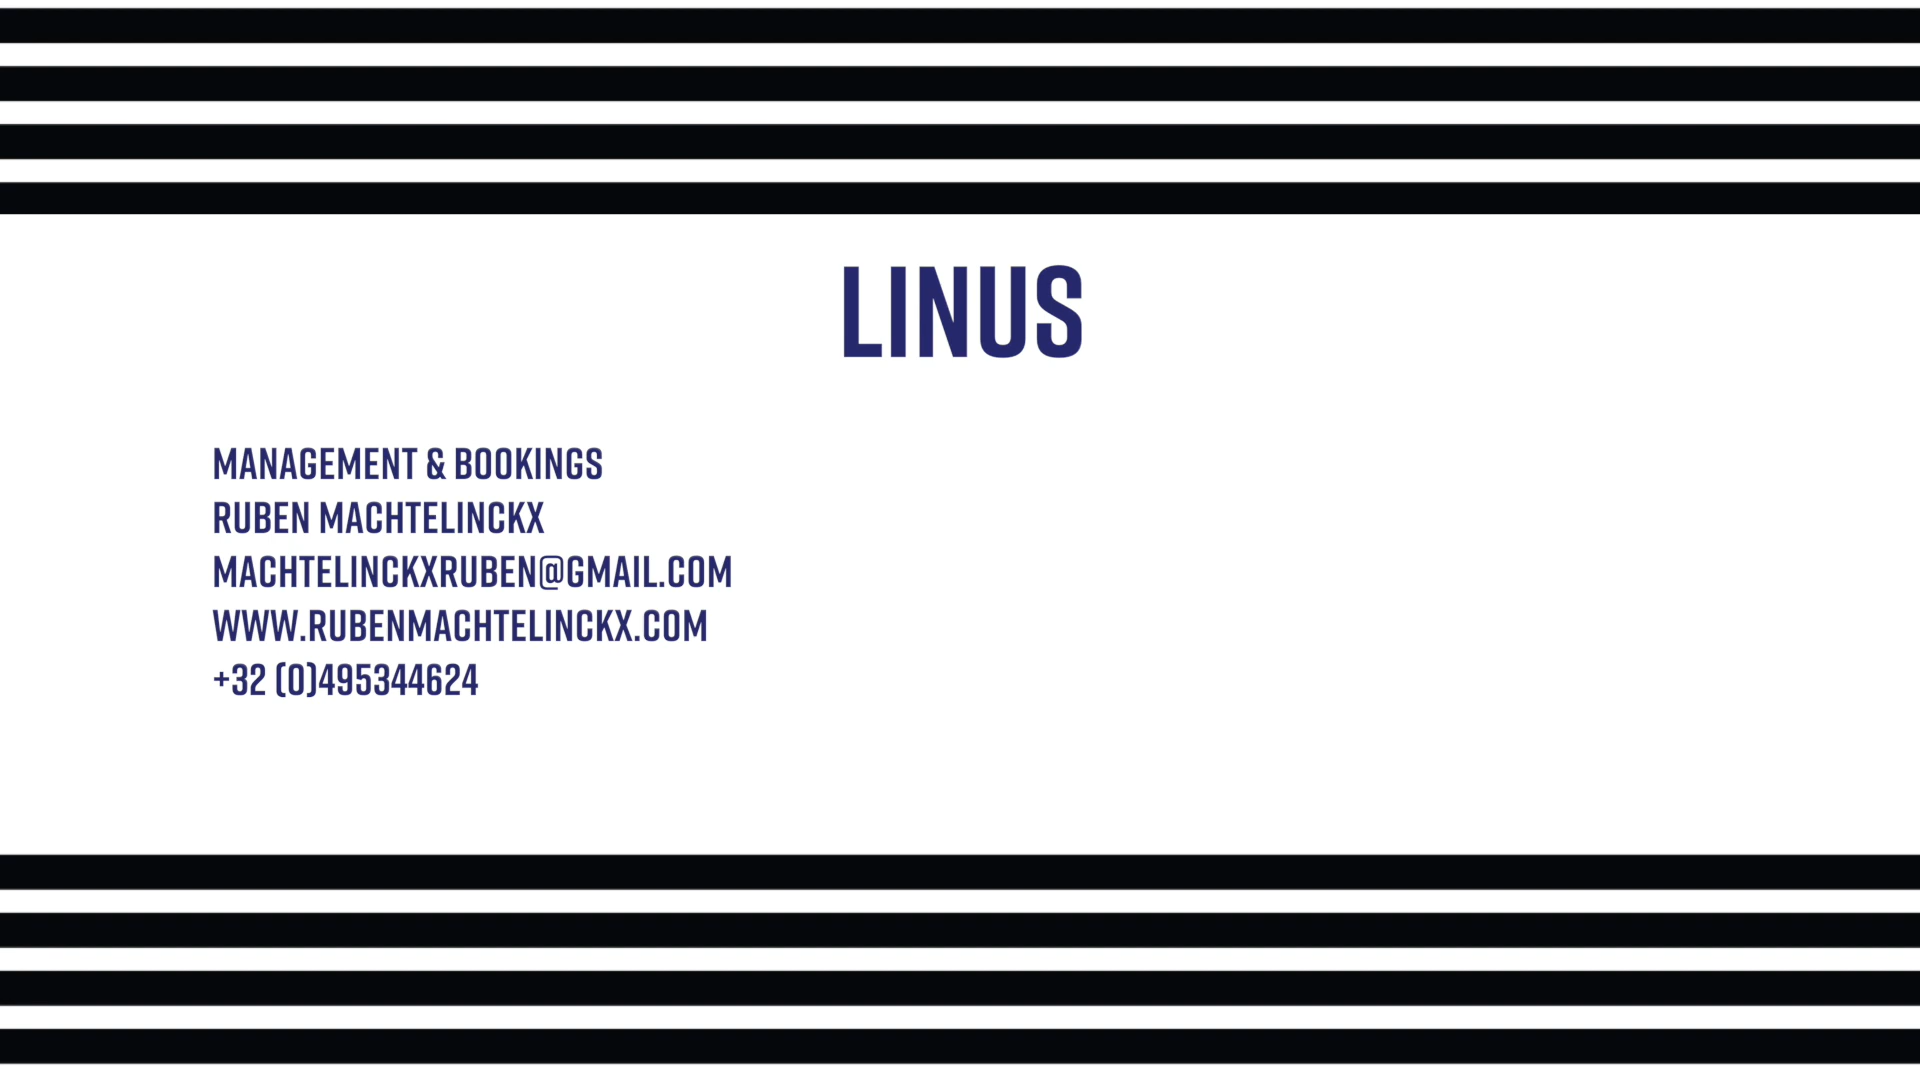 LINUS
MANAGEMENT & BOOKINGS
RUBEN MACHTELINCKX
MACHTELINCKXRUBEN@GMAIL.COM
WWW.RUBENMACHTELINCKX.COM
+32 (0)495344624